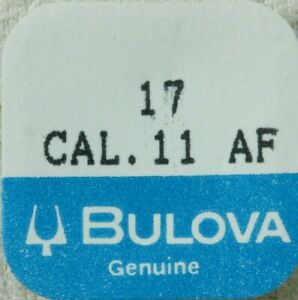 17
CAL.11 AF
BULOVA
Genuine